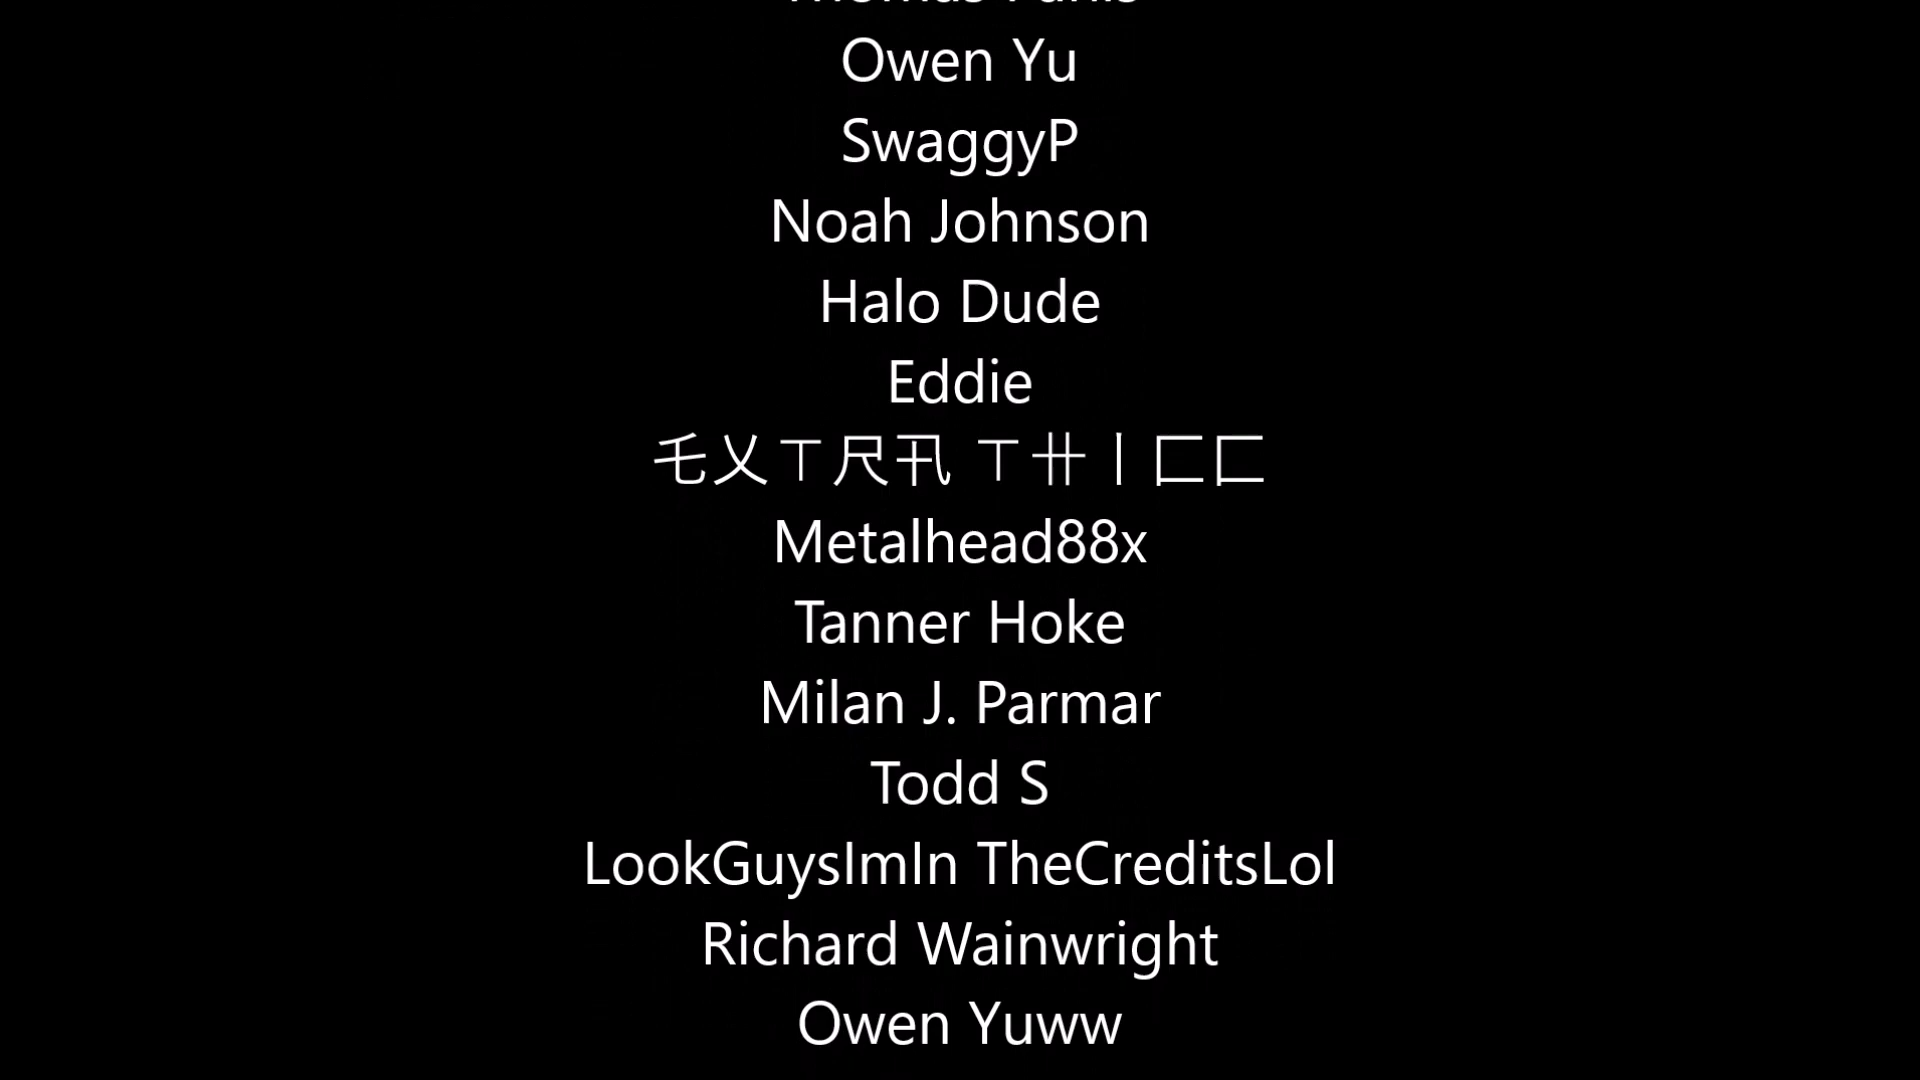 Owen Yu
SwaggyP
Noah Johnson
Halo Dude
Eddie
乇乂ㄒ尺卂 ㄒ卄丨匚匚
Metalhead88x
Tanner Hoke
Milan J. Parmar
Todd S
LookGuysImIn TheCreditsLol
Richard Wainwright
Owen Yuww